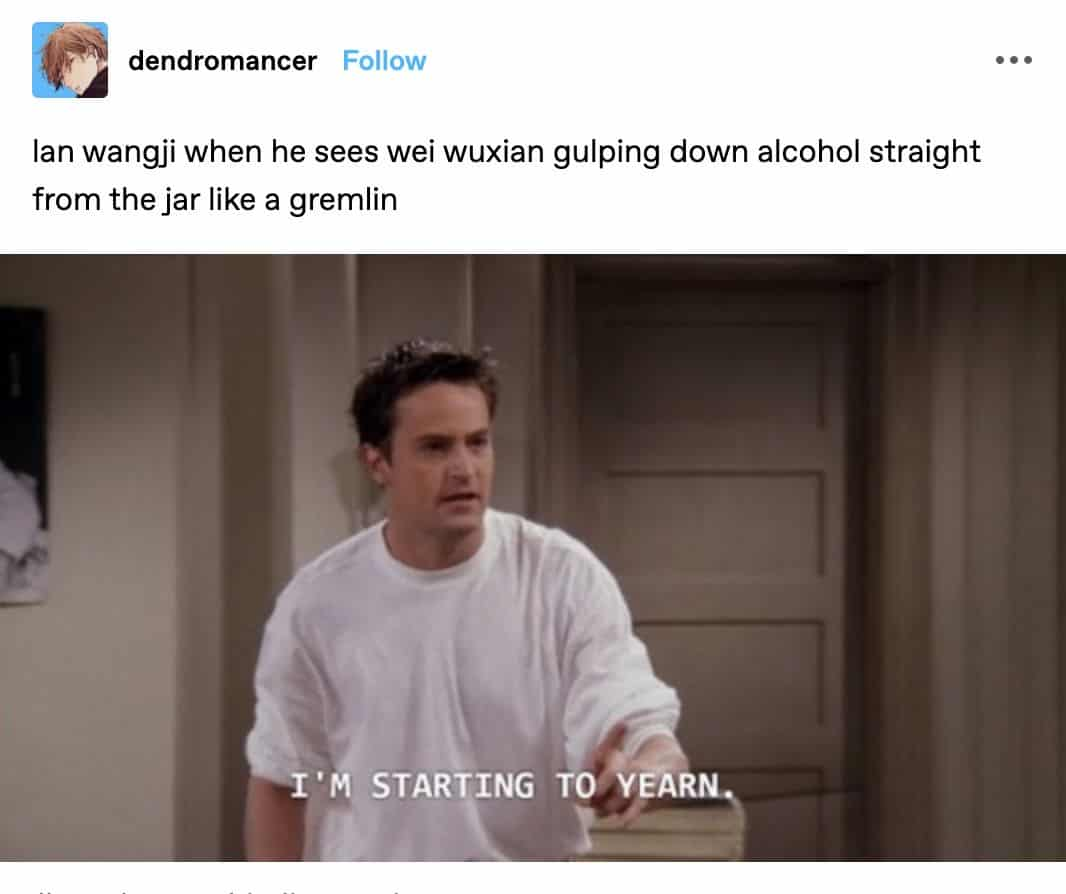 dendromancer Follow
lan wangji when he sees wei wuxian gulping down alcohol straight
from the jar like a gremlin
I'M STARTING TO YEARN.